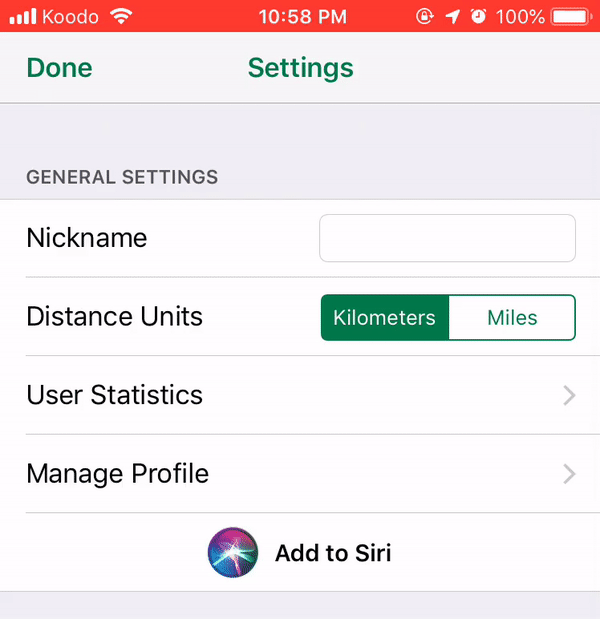 Koodo 10:58 PM 100%
Done Settings
GENERAL SETTINGS
Nickname
Distance Units Kilometers Miles
User Statistics
Manage Profile
Add to Siri